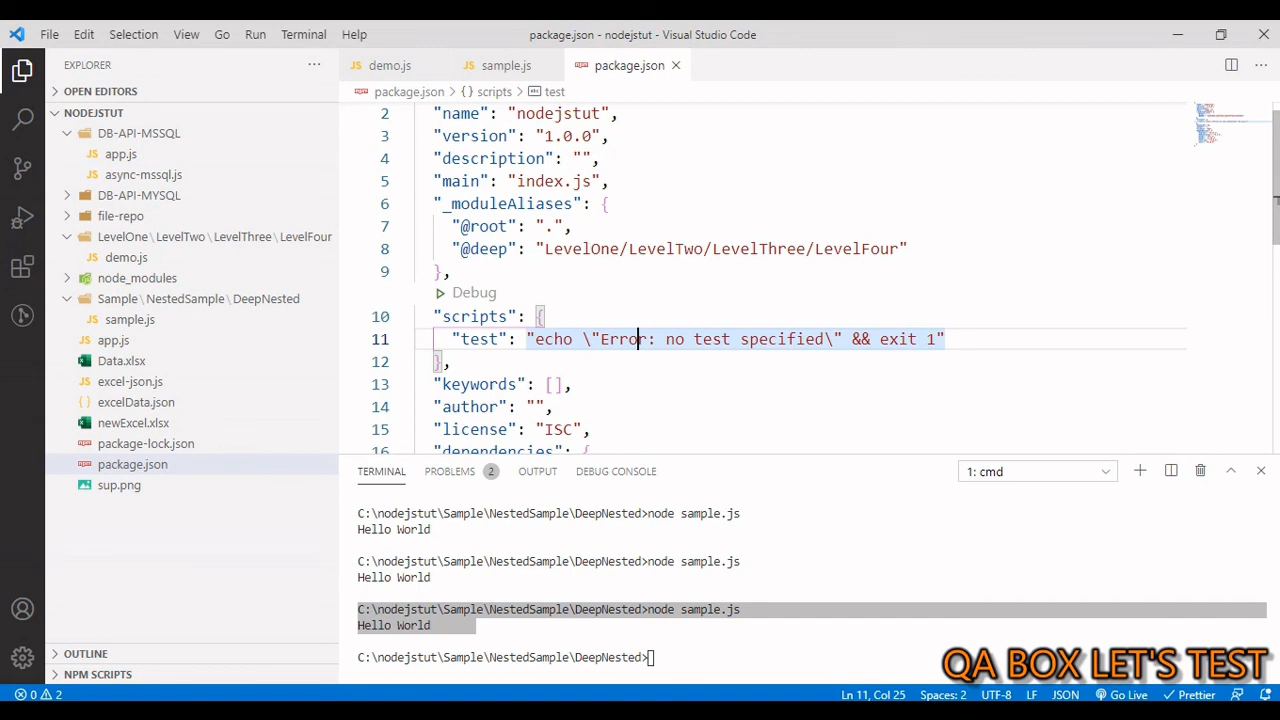 File Edit Selection View Go Run Terminal Help package.json - nodejstut - Visual Studio Code
EXPLORER
OPEN EDITORS
NODEJSTUT
DB-API-MSSQL
app.js
async-mssql.js
DB-API-MYSQL
file-repo
LevelOne\LevelTwo\LevelThree\LevelFour
demo.js
node_modules
Sample\NestedSample\DeepNested
sample.js
app.js
Data.xlsx
excel-json.js
excelData.json
newExcel.xlsx
package-lock.json
package.json
sup.png
OUTLINE
NPM SCRIPTS
JS demo.js JS sample.js package.json
package.json > {} scripts > abc test
2 "name": "nodejstut",
3 "version": "1.0.0",
4 "description": "",
5 "main": "index.js",
6 "_moduleAliases": {
7 "@root": ".",
8 "@deep": "LevelOne/LevelTwo/LevelThree/LevelFour"
9 },
Debug
10 "scripts": {
11 "test": "echo \"Error: no test specified\" && exit 1"
12 },
13 "keywords": [],
14 "author": "",
15 "license": "ISC",
16 "dependencies": {
TERMINAL PROBLEMS 2 OUTPUT DEBUG CONSOLE 1: cmd
C:\nodejstut\Sample\NestedSample\DeepNested>node sample.js
Hello World
C:\nodejstut\Sample\NestedSample\DeepNested>node sample.js
Hello World
C:\nodejstut\Sample\NestedSample\DeepNested>node sample.js
Hello World
C:\nodejstut\Sample\NestedSample\DeepNested>
QA BOX LET'S TEST
0 2 Ln 11, Col 25 Spaces: 2 UTF-8 LF JSON Go Live Prettier